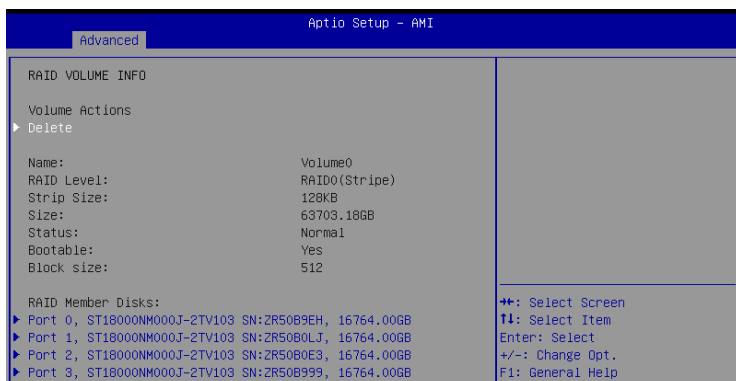 Aptio Setup - AMI
Advanced
RAID VOLUME INFO
Volume Actions
▶ Delete
Name: Volume0
RAID Level: RAID0(Stripe)
Strip Size: 128KB
Size: 63703.18GB
Status: Normal
Bootable: Yes
Block size: 512
RAID Member Disks:
▶ Port 0, ST18000NM000J-2TV103 SN:ZR50B9EH, 16764.00GB
▶ Port 1, ST18000NM000J-2TV103 SN:ZR50B0LJ, 16764.00GB
▶ Port 2, ST18000NM000J-2TV103 SN:ZR50B0E3, 16764.00GB
▶ Port 3, ST18000NM000J-2TV103 SN:ZR50B999, 16764.00GB
→←: Select Screen
↑↓: Select Item
Enter: Select
+/-: Change Opt.
F1: General Help